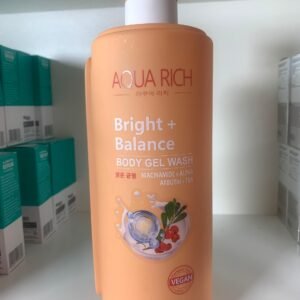 AQUA RICH
Bright +
Balance
BODY GEL WASH
NIACINAMIDE + ALPHA
ARBUTIN
VEGAN